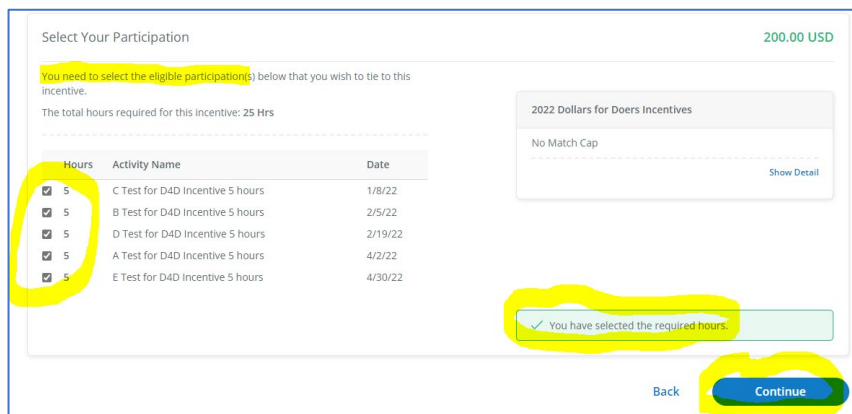 Select Your Participation
200.00 USD
You need to select the eligible participation(s) below that you wish to tie to this
incentive.
The total hours required for this incentive: 25 Hrs
Hours Activity Name Date
5 C Test for D4D Incentive 5 hours 1/8/22
5 B Test for D4D Incentive 5 hours 2/5/22
5 D Test for D4D Incentive 5 hours 2/19/22
5 A Test for D4D Incentive 5 hours 4/2/22
5 E Test for D4D Incentive 5 hours 4/30/22
2022 Dollars for Doers Incentives
No Match Cap
Show Detail
You have selected the required hours.
Back
Continue